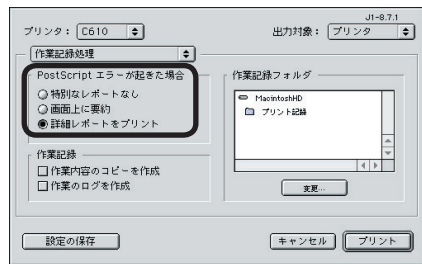 J1-8.7.1
プリンタ： C610
出力対象： プリンタ
作業記録処理
PostScript エラーが起きた場合
特別なレポートなし
画面上に要約
詳細レポートをプリント
作業記録
作業内容のコピーを作成
作業のログを作成
作業記録フォルダ
MacintoshHD
プリント記録
変更...
設定の保存
キャンセル
プリント